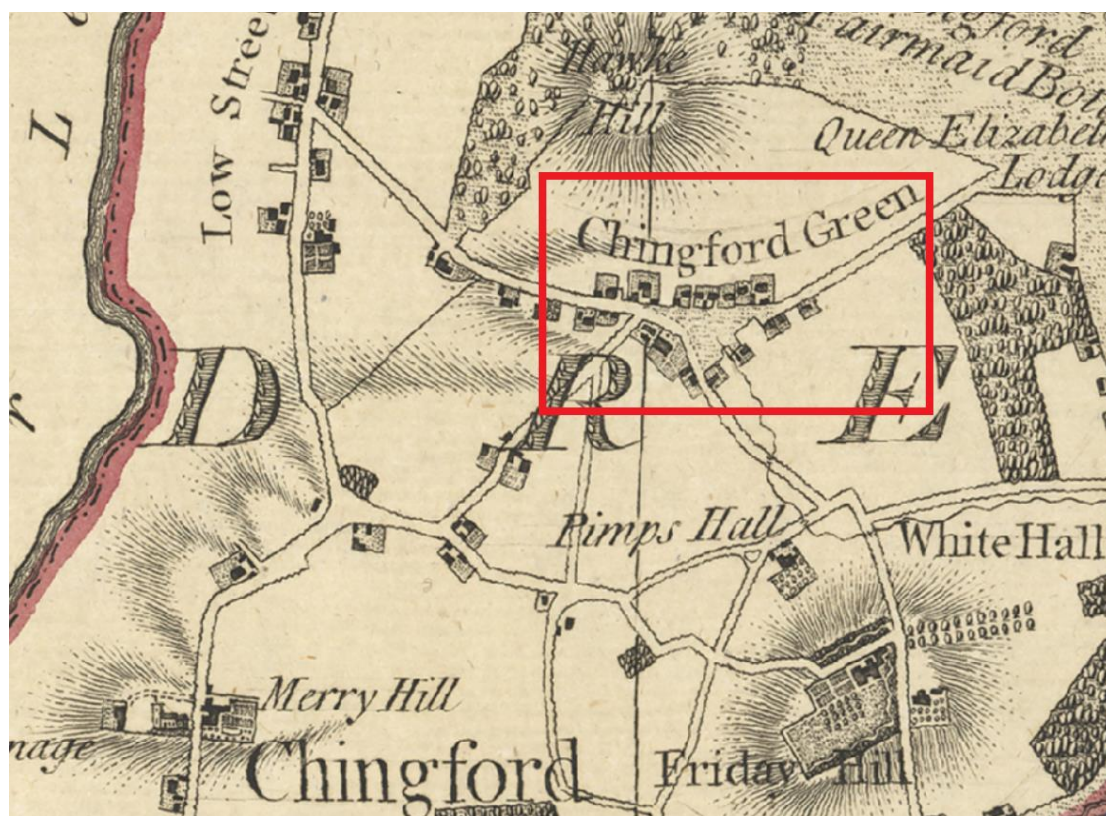 Hawke
Hill
Fairmaid Bot
Queen Elizabeth
Lodge
Low Street
Chingford Green
D R E
Pimps Hall
White Hall
Merry Hill
nage
Chingford
Friday Hill
L